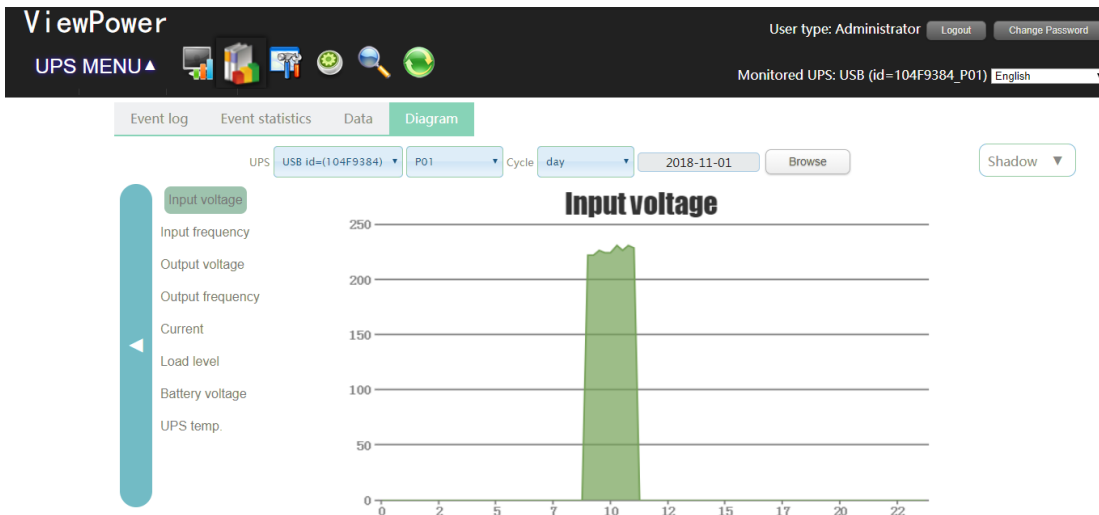 ViewPower
User type: Administrator Logout Change Password
UPS MENU▲
Monitored UPS: USB (id=104F9384_P01) English
Event log Event statistics Data Diagram
UPS USB id=(104F9384) P01 Cycle day 2018-11-01 Browse Shadow ▼
Input voltage
Input voltage
Input frequency
Output voltage
Output frequency
Current
Load level
Battery voltage
UPS temp.
250
200
150
100
50
0
0 2 5 7 10 12 15 17 20 22